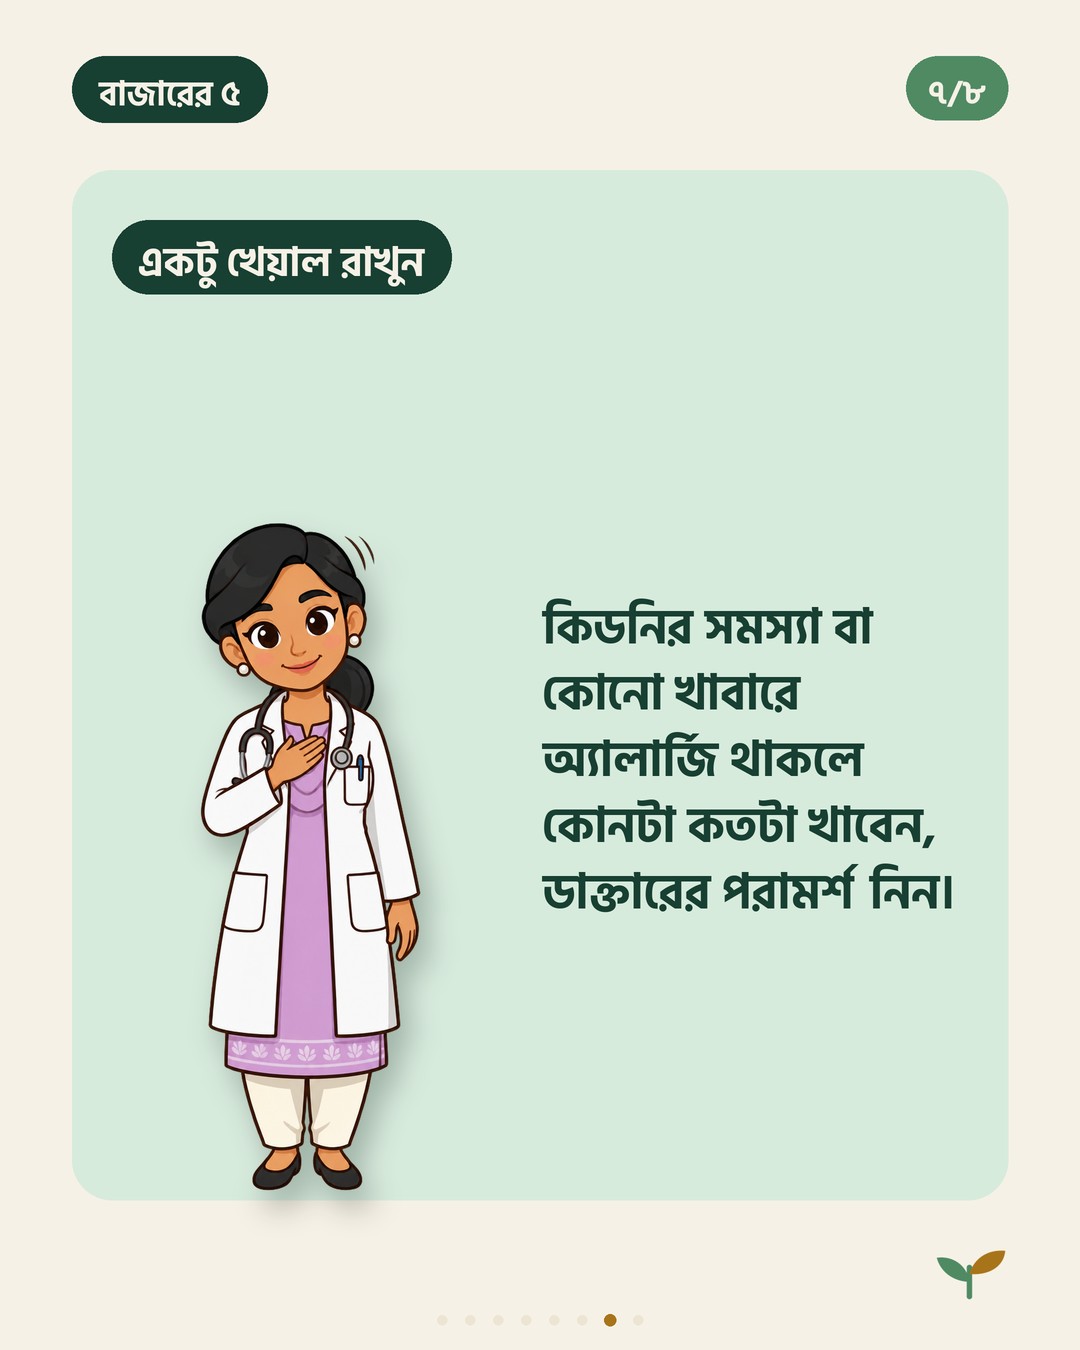 বাজারের ৫
৭/৮
একটু খেয়াল রাখুন
কিডনির সমস্যা বা
কোনো খাবারে
অ্যালার্জি থাকলে
কোনটা কতটা খাবেন,
ডাক্তারের পরামর্শ নিন।